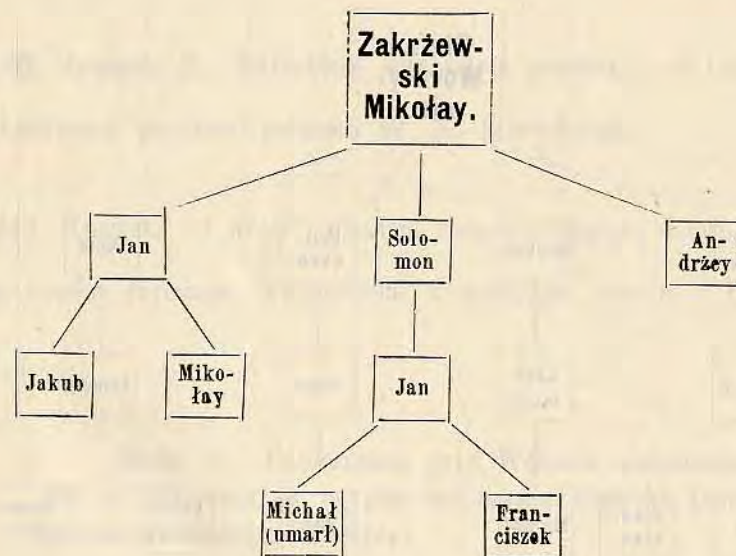 Zakrżew-
ski
Mikołay.
Jan
Solo-
mon
An-
drżey
Jakub
Miko-
łay
Jan
Michał
(umarł)
Fran-
ciszek